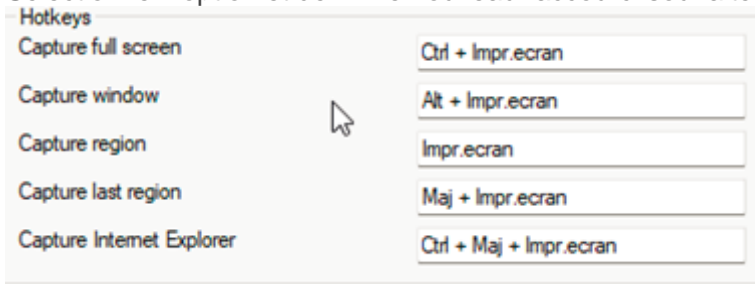 Hotkeys
Capture full screen Ctrl + Impr.ecran
Capture window Alt + Impr.ecran
Capture region Impr.ecran
Capture last region Maj + Impr.ecran
Capture Internet Explorer Ctrl + Maj + Impr.ecran